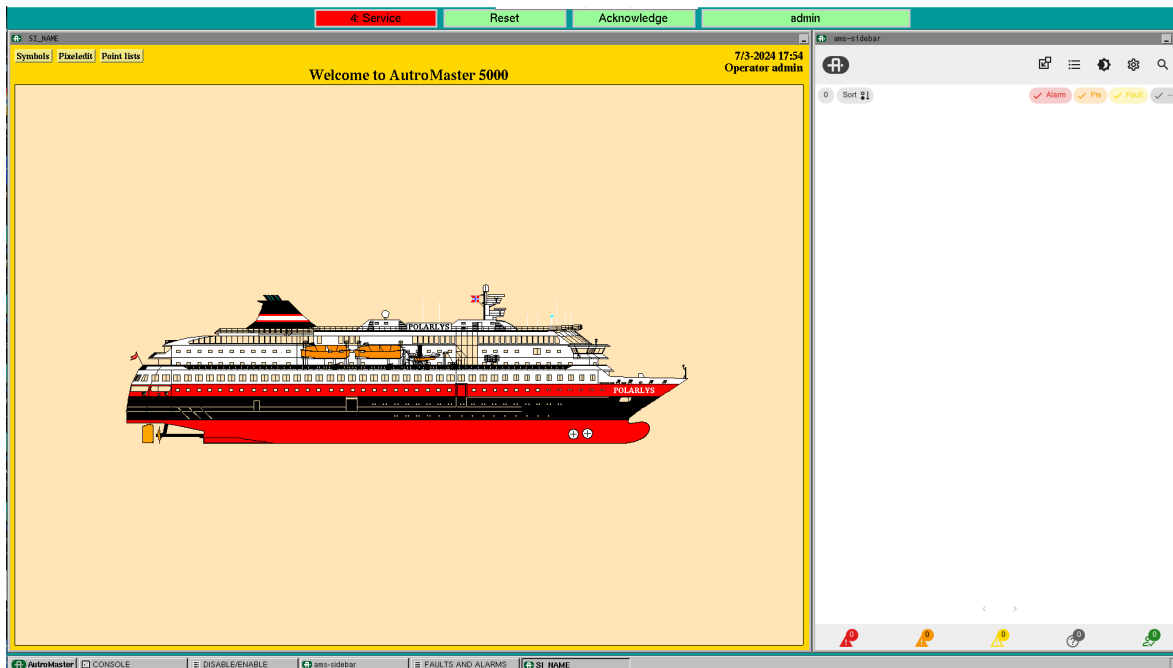 4: Service Reset Acknowledge admin
SI_NAME
ams-sidebar
Symbols Pixeledit Point lists
7/3-2024 17:54
Operator admin
Welcome to AutroMaster 5000
0 Sort Alarm Pre Fault
POLARLYS
POLARLYS
0 0 0 0 0
AutroMaster CONSOLE DISABLE/ENABLE ams-sidebar FAULTS AND ALARMS SI_NAME